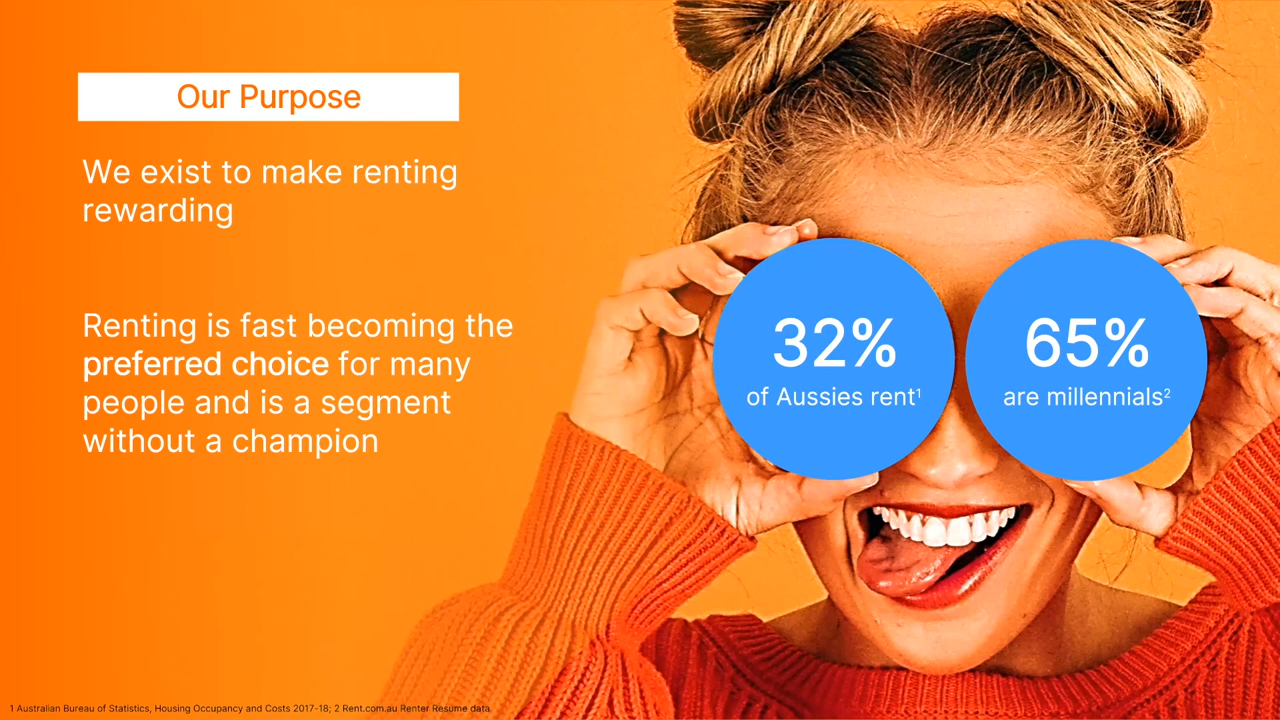 Our Purpose
We exist to make renting
rewarding
Renting is fast becoming the
preferred choice for many
people and is a segment
without a champion
32%
of Aussies rent¹
65%
are millennials²
1 Australian Bureau of Statistics, Housing Occupancy and Costs 2017-18; 2 Rent.com.au Renter Resume data